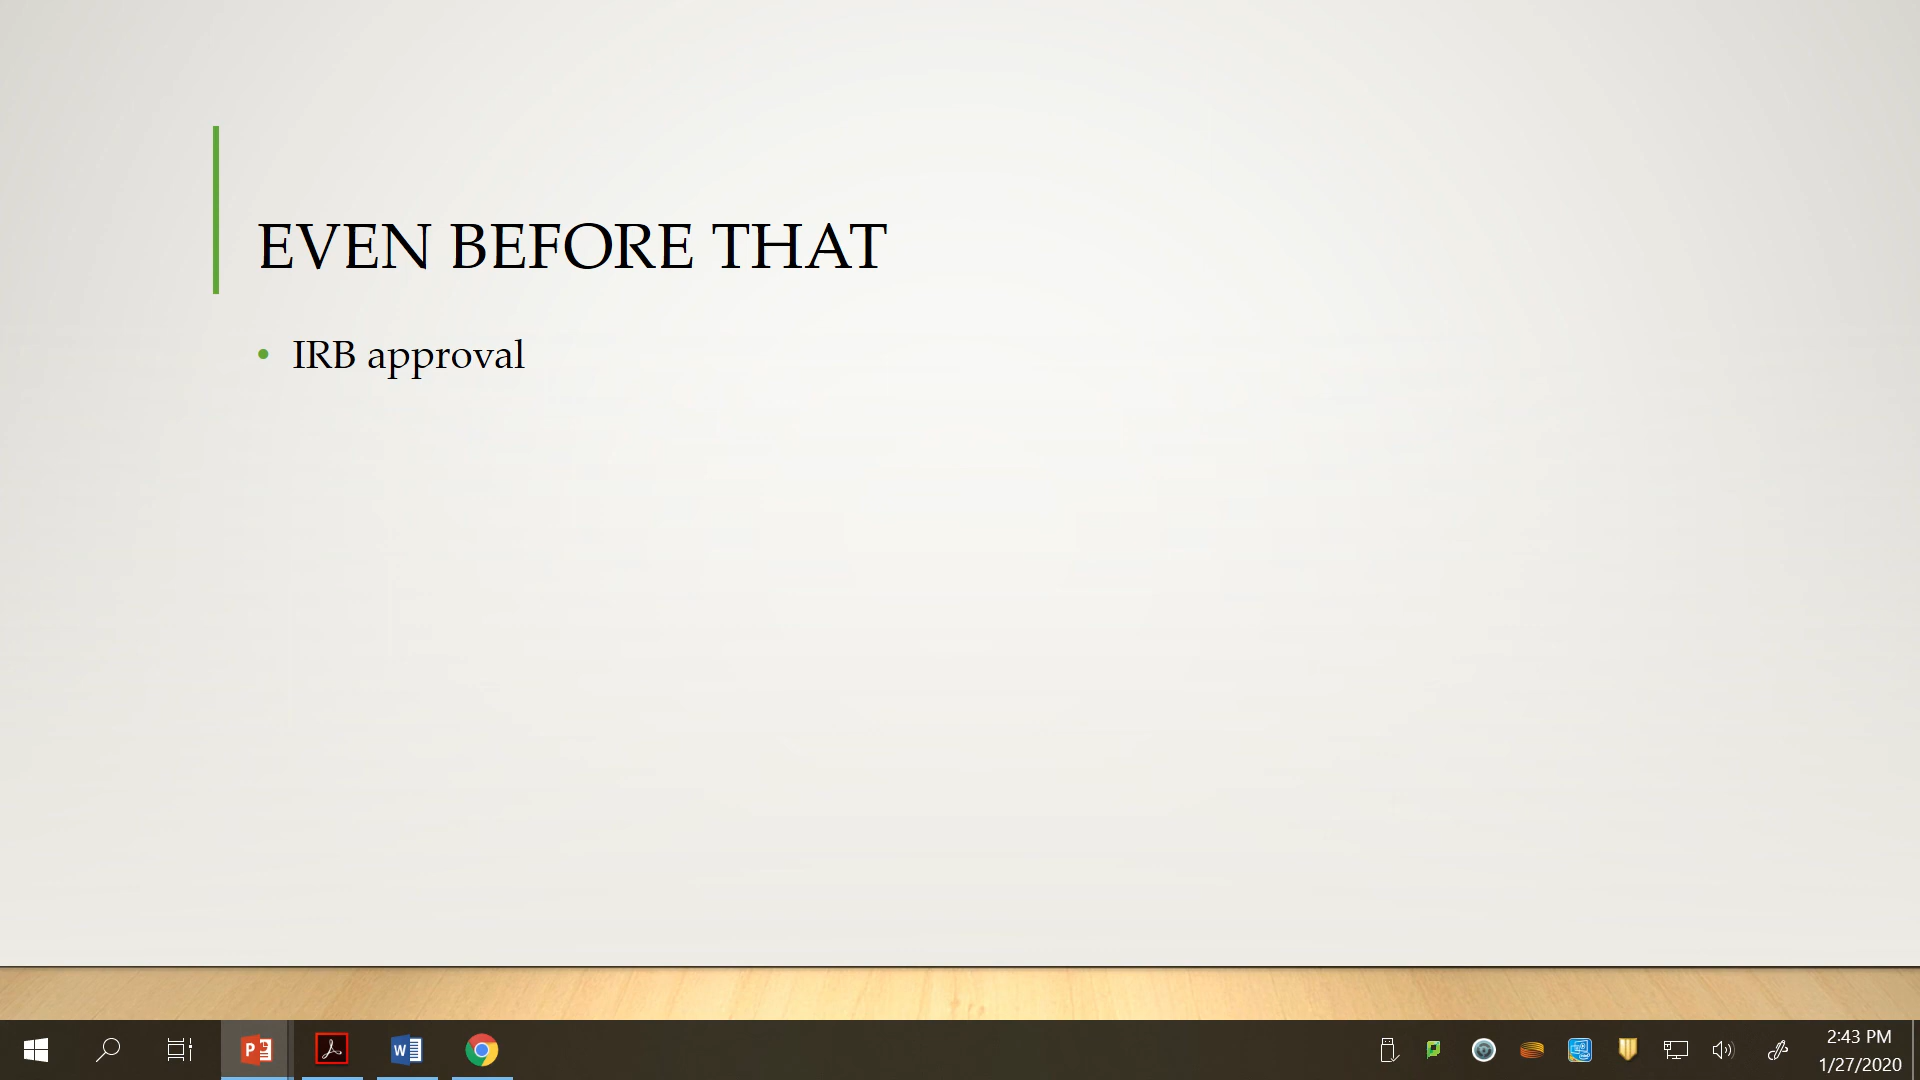 EVEN BEFORE THAT
• IRB approval
2:43 PM
1/27/2020